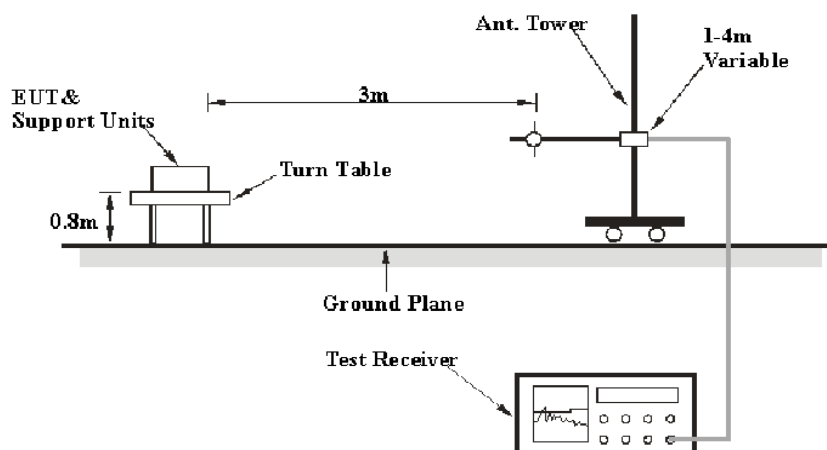 Ant. Tower
1-4m
Variable
EUT&
Support Units
3m
Turn Table
0.8m
Ground Plane
Test Receiver